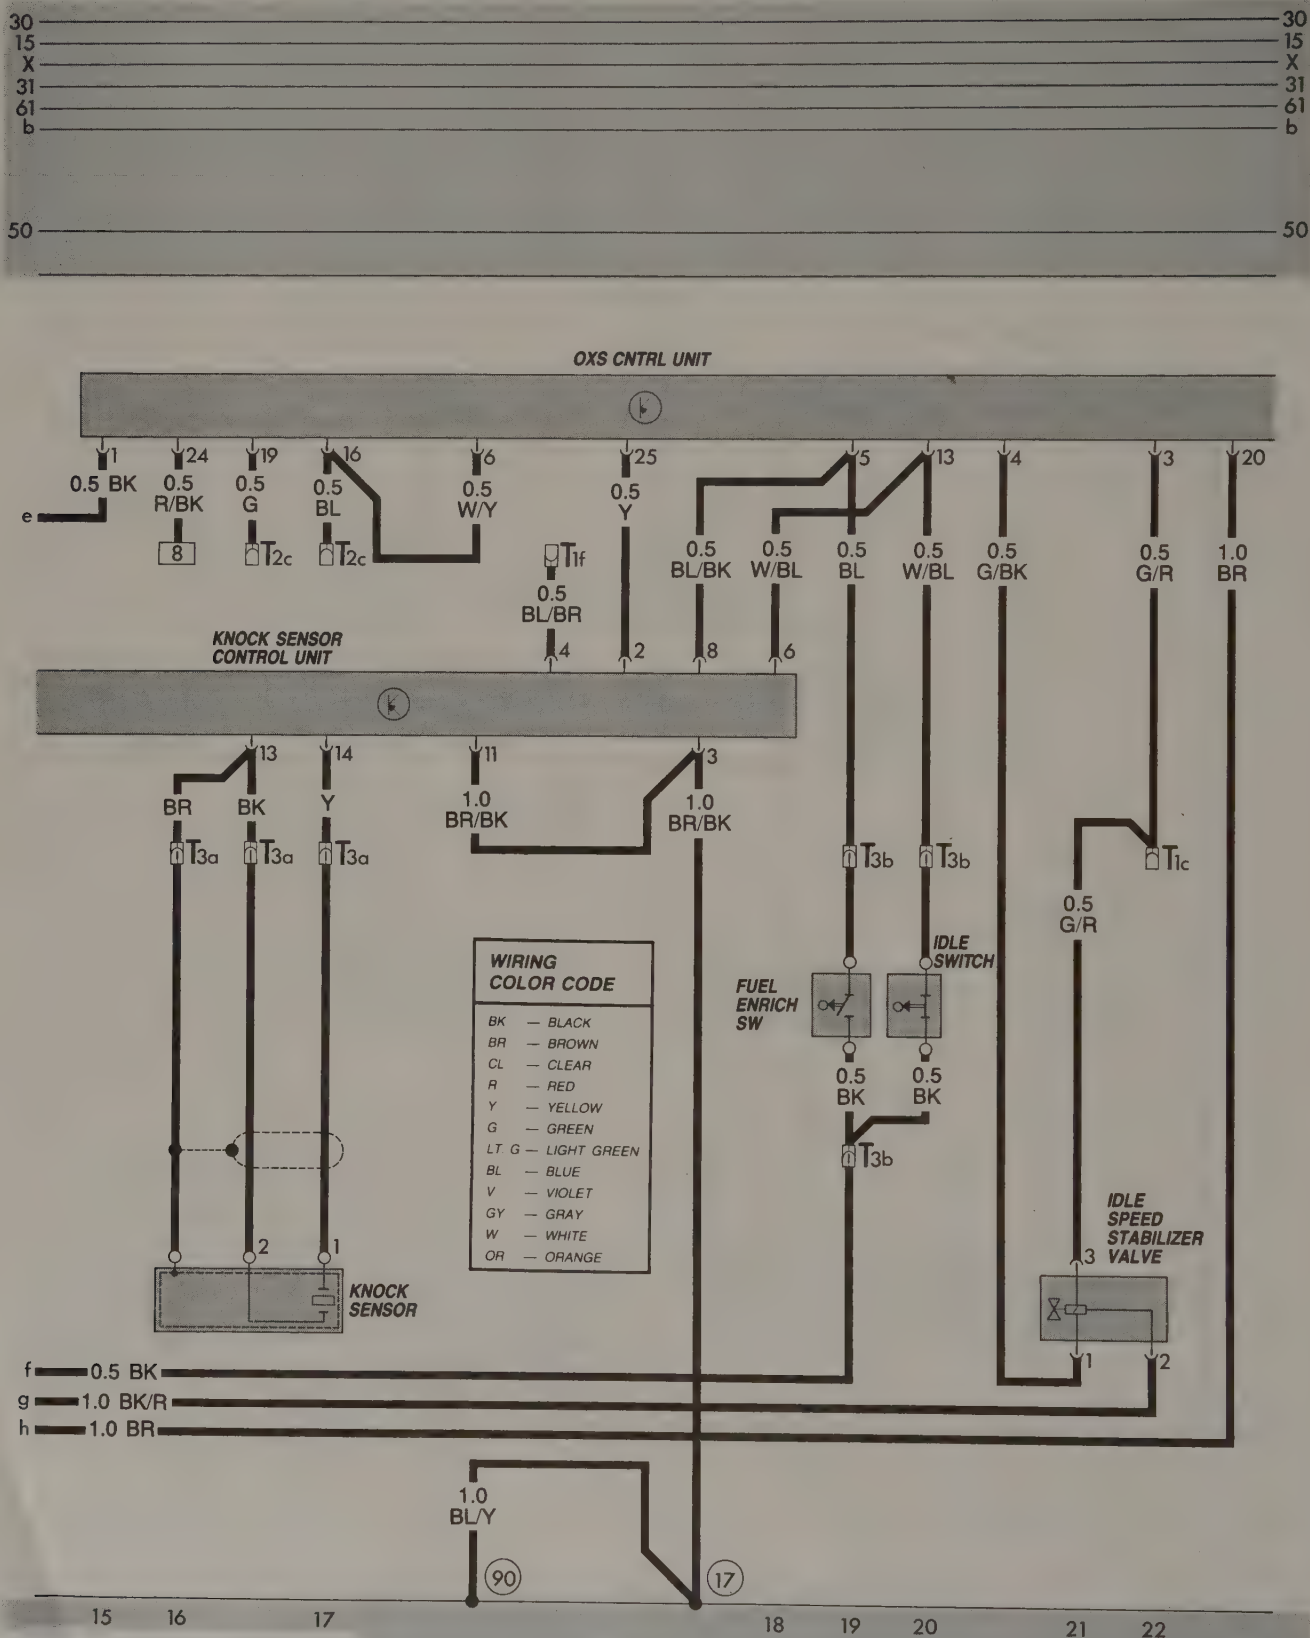 30 30
15 15
X X
31 31
61 61
b b
50 50
OXS CNTRL UNIT
1 24 19 16 6 25 5 13 4 3 20
0.5 BK
0.5
R/BK
0.5
G
0.5
BL
0.5
W/Y
0.5
Y
e
8
T2c
T2c
T1f
0.5
BL/BR
0.5
BL/BK
0.5
W/BL
0.5
BL
0.5
W/BL
0.5
G/BK
0.5
G/R
1.0
BR
KNOCK SENSOR
CONTROL UNIT
4 2 8 6
13 14 11 3
BR BK Y
1.0
BR/BK
1.0
BR/BK
T3a T3a T3a
T3b T3b
T1c
0.5
G/R
WIRING
COLOR CODE
BK — BLACK
BR — BROWN
CL — CLEAR
R — RED
Y — YELLOW
G — GREEN
LT. G — LIGHT GREEN
BL — BLUE
V — VIOLET
GY — GRAY
W — WHITE
OR — ORANGE
IDLE
SWITCH
FUEL
ENRICH
SW
0.5
BK
0.5
BK
T3b
IDLE
SPEED
STABILIZER
VALVE
3
2 1
KNOCK
SENSOR
1 2
f 0.5 BK
g 1.0 BK/R
h 1.0 BR
1.0
BL/Y
90 17
15 16 17 18 19 20 21 22